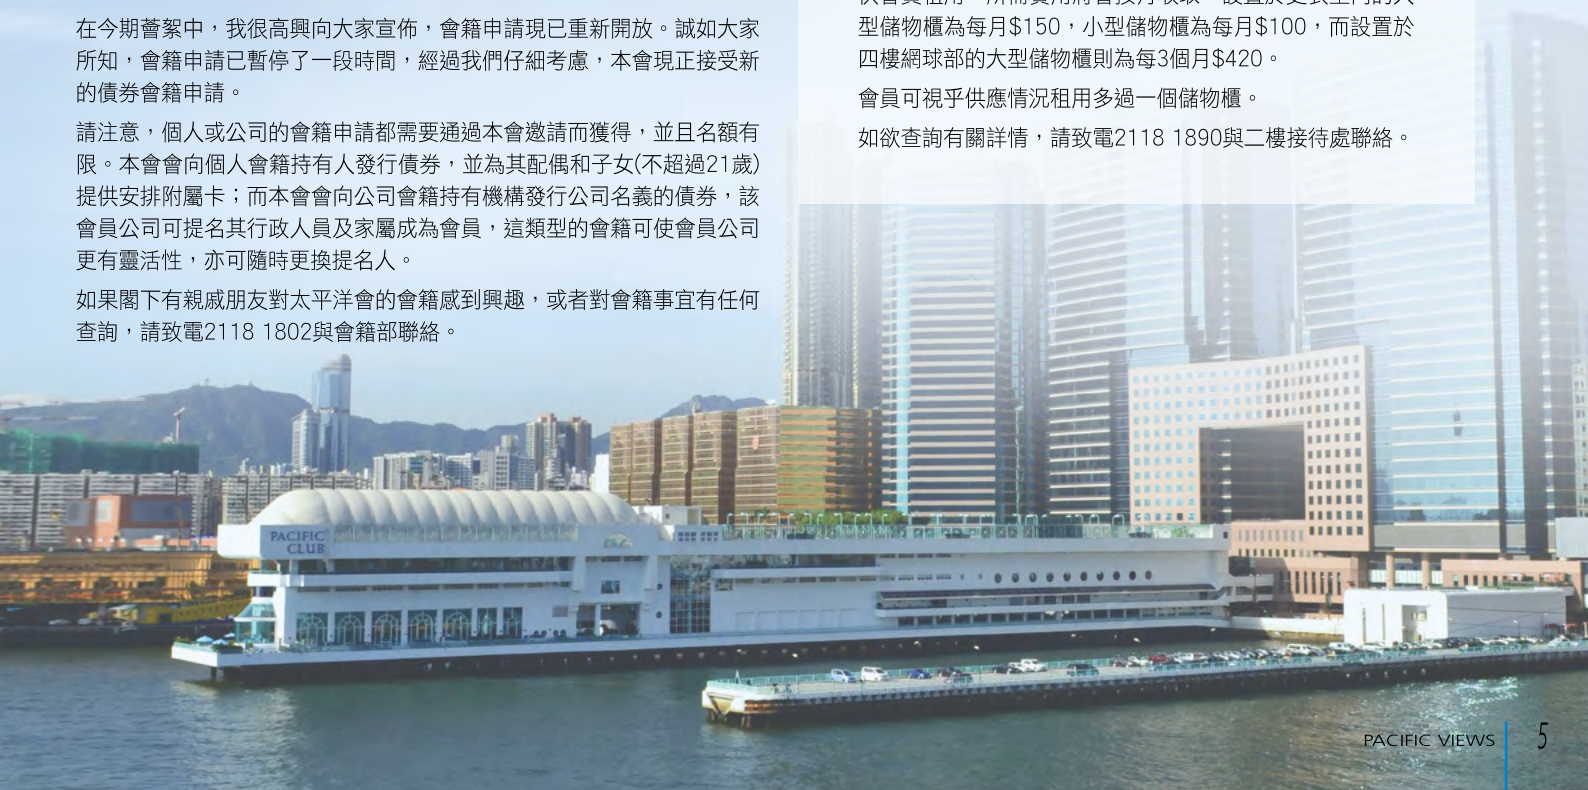 在今期薈絮中，我很高興向大家宣佈，會籍申請現已重新開放。誠如大家
所知，會籍申請已暫停了一段時間，經過我們仔細考慮，本會現正接受新
的債券會籍申請。
請注意，個人或公司的會籍申請都需要通過本會邀請而獲得，並且名額有
限。本會會向個人會籍持有人發行債券，並為其配偶和子女(不超過21歲)
提供安排附屬卡；而本會會向公司會籍持有機構發行公司名義的債券，該
會員公司可提名其行政人員及家屬成為會員，這類型的會籍可使會員公司
更有靈活性，亦可隨時更換提名人。
如果閣下有親戚朋友對太平洋會的會籍感到興趣，或者對會籍事宜有任何
查詢，請致電2118 1802與會籍部聯絡。
型儲物櫃為每月$150，小型儲物櫃為每月$100，而設置於
四樓網球部的大型儲物櫃則為每3個月$420。
會員可視乎供應情況租用多過一個儲物櫃。
如欲查詢有關詳情，請致電2118 1890與二樓接待處聯絡。
PACIFIC
CLUB
PACIFIC VIEWS 5